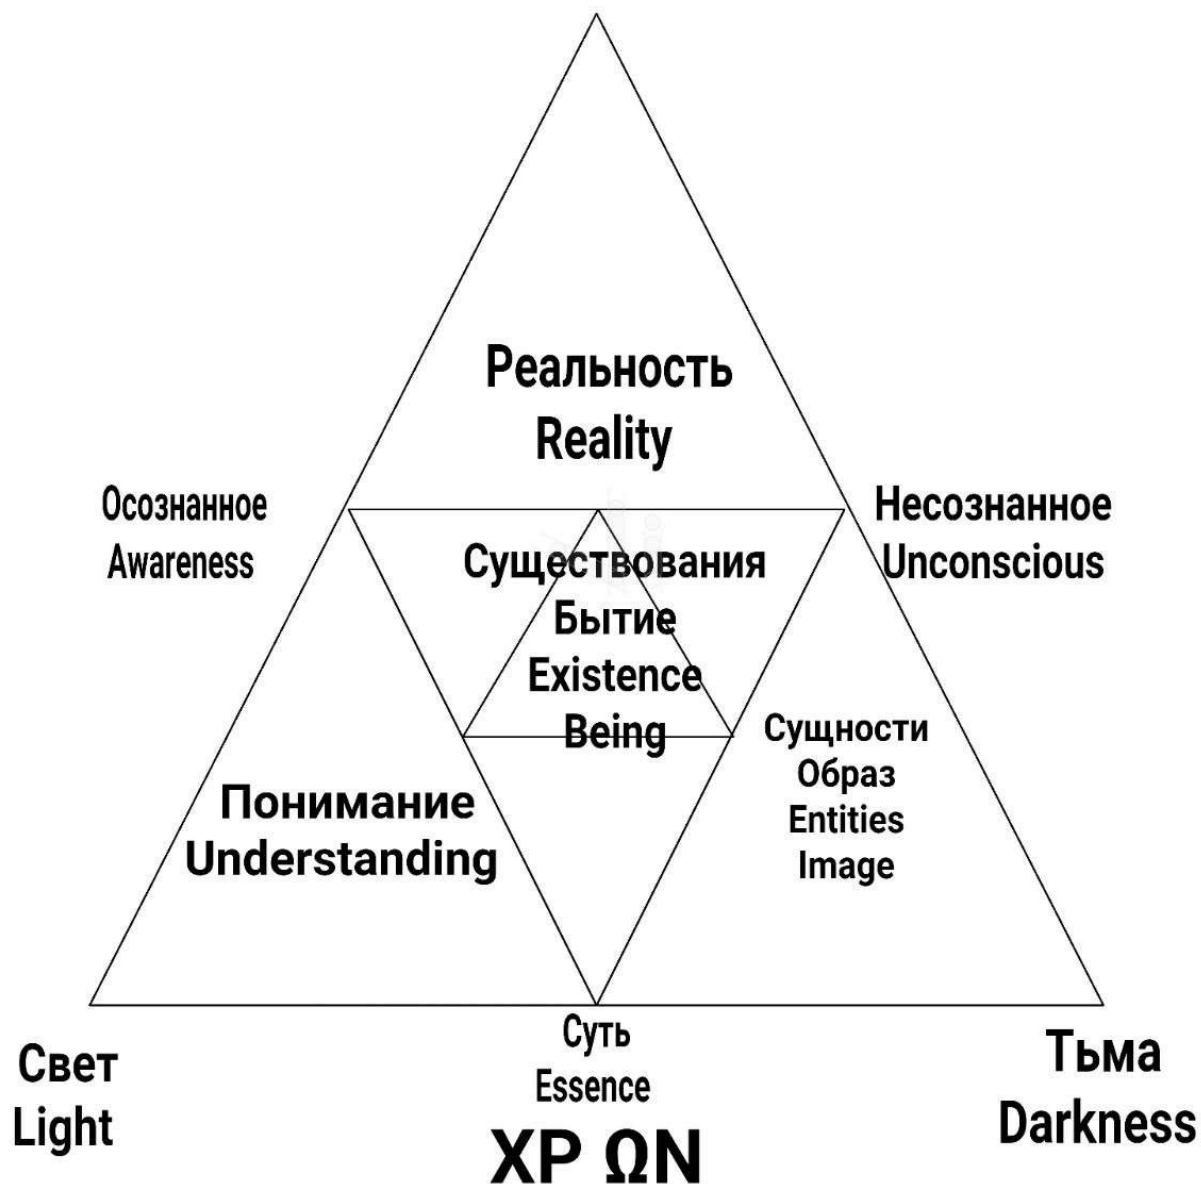 Реальность
Reality
Осознанное
Awareness
Несознанное
Unconscious
Существования
Бытие
Existence
Being
Сущности
Образ
Entities
Image
Понимание
Understanding
Свет
Light
Суть
Essence
ΧΡ ΩΝ
Тьма
Darkness